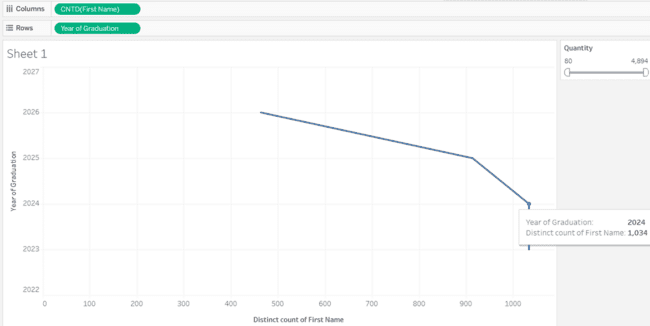 Columns CNTD(First Name)
Rows Year of Graduation
Sheet 1
Quantity
80 4,894
2027
2026
2025
2024
2023
2022
Year of Graduation
Year of Graduation: 2024
Distinct count of First Name: 1,034
0 100 200 300 400 500 600 700 800 900 1000
Distinct count of First Name